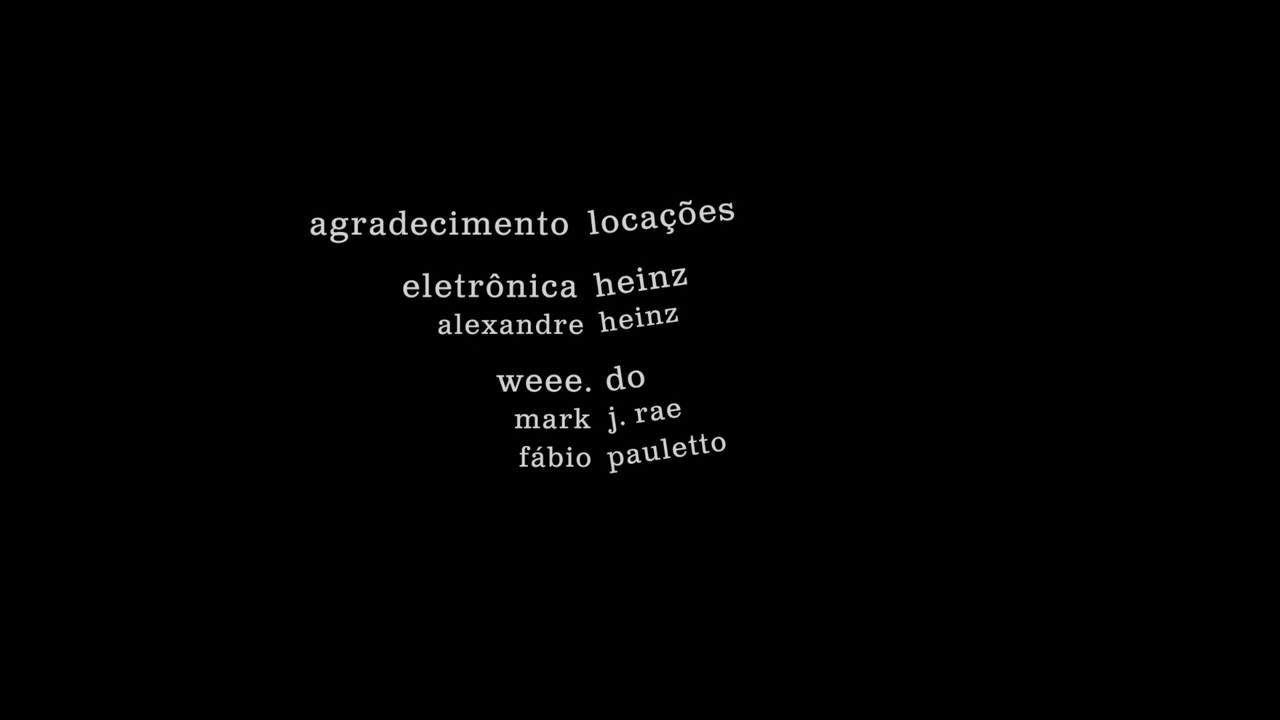 agradecimento locações
eletrônica heinz
alexandre heinz
weee. do
mark j. rae
fábio pauletto